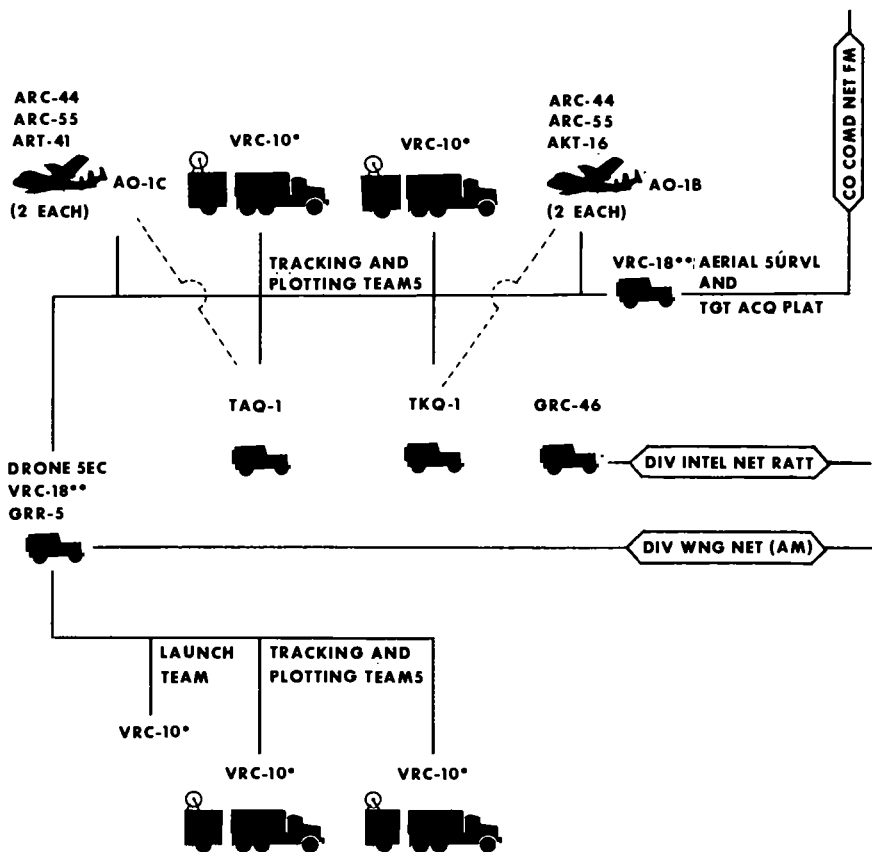 ARC-44
ARC-55
ART-41
AO-1C
(2 EACH)
VRC-10*
VRC-10*
ARC-44
ARC-55
AKT-16
AO-1B
(2 EACH)
CO COMD NET FM
TRACKING AND
PLOTTING TEAMS
VRC-18**
AERIAL SURVL
AND
TGT ACQ PLAT
TAQ-1
TKQ-1
GRC-46
DIV INTEL NET RATT
DRONE SEC
VRC-18**
GRR-5
DIV WNG NET (AM)
LAUNCH
TEAM
TRACKING AND
PLOTTING TEAMS
VRC-10*
VRC-10*
VRC-10*